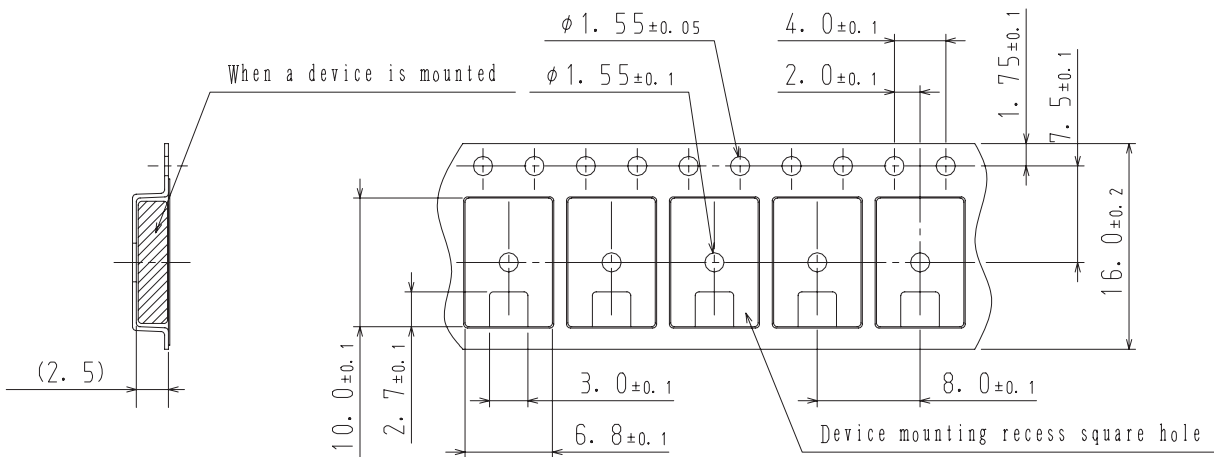 φ1.55±0.05
4.0±0.1
When a device is mounted
φ1.55±0.1
2.0±0.1
1.75±0.1
7.5±0.1
16.0±0.2
(2.5)
10.0±0.1
2.7±0.1
3.0±0.1
8.0±0.1
6.8±0.1
Device mounting recess square hole